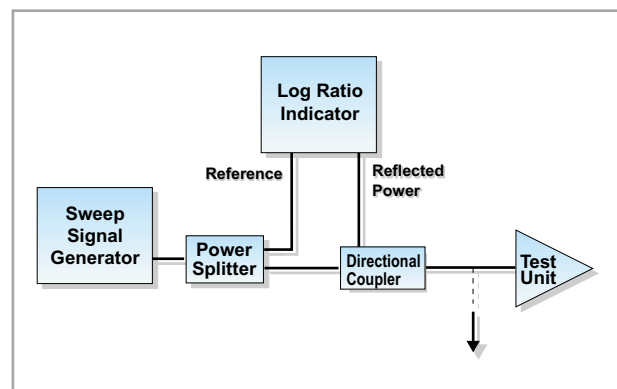 Log Ratio
Indicator
Reference
Reflected
Power
Sweep
Signal
Generator
Power
Splitter
Directional
Coupler
Test
Unit